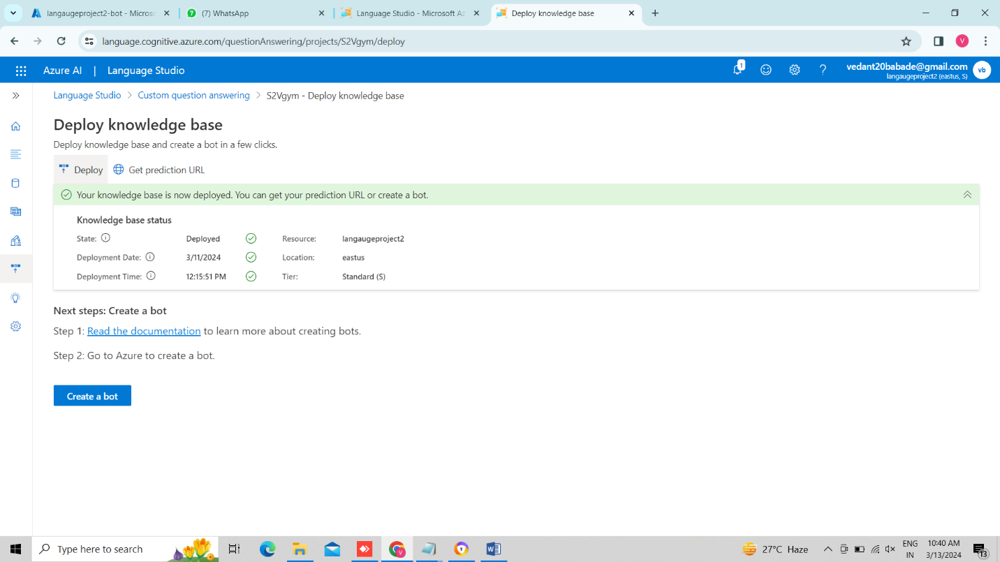 langaugeproject2-bot - Micros
(7) WhatsApp
Language Studio - Microsoft Az
Deploy knowledge base
language.cognitive.azure.com/questionAnswering/projects/S2Vgym/deploy
V
Azure AI | Language Studio
1
vedant20babade@gmail.com
langaugeproject2 (eastus, S)
vb
Language Studio > Custom question answering > S2Vgym - Deploy knowledge base
Deploy knowledge base
Deploy knowledge base and create a bot in a few clicks.
Deploy
Get prediction URL
Your knowledge base is now deployed. You can get your prediction URL or create a bot.
Knowledge base status
State: Deployed Resource: langaugeproject2
Deployment Date: 3/11/2024 Location: eastus
Deployment Time: 12:15:51 PM Tier: Standard (S)
Next steps: Create a bot
Step 1: Read the documentation to learn more about creating bots.
Step 2: Go to Azure to create a bot.
Create a bot
Type here to search
27°C Haze
ENG
IN
10:40 AM
3/13/2024
13